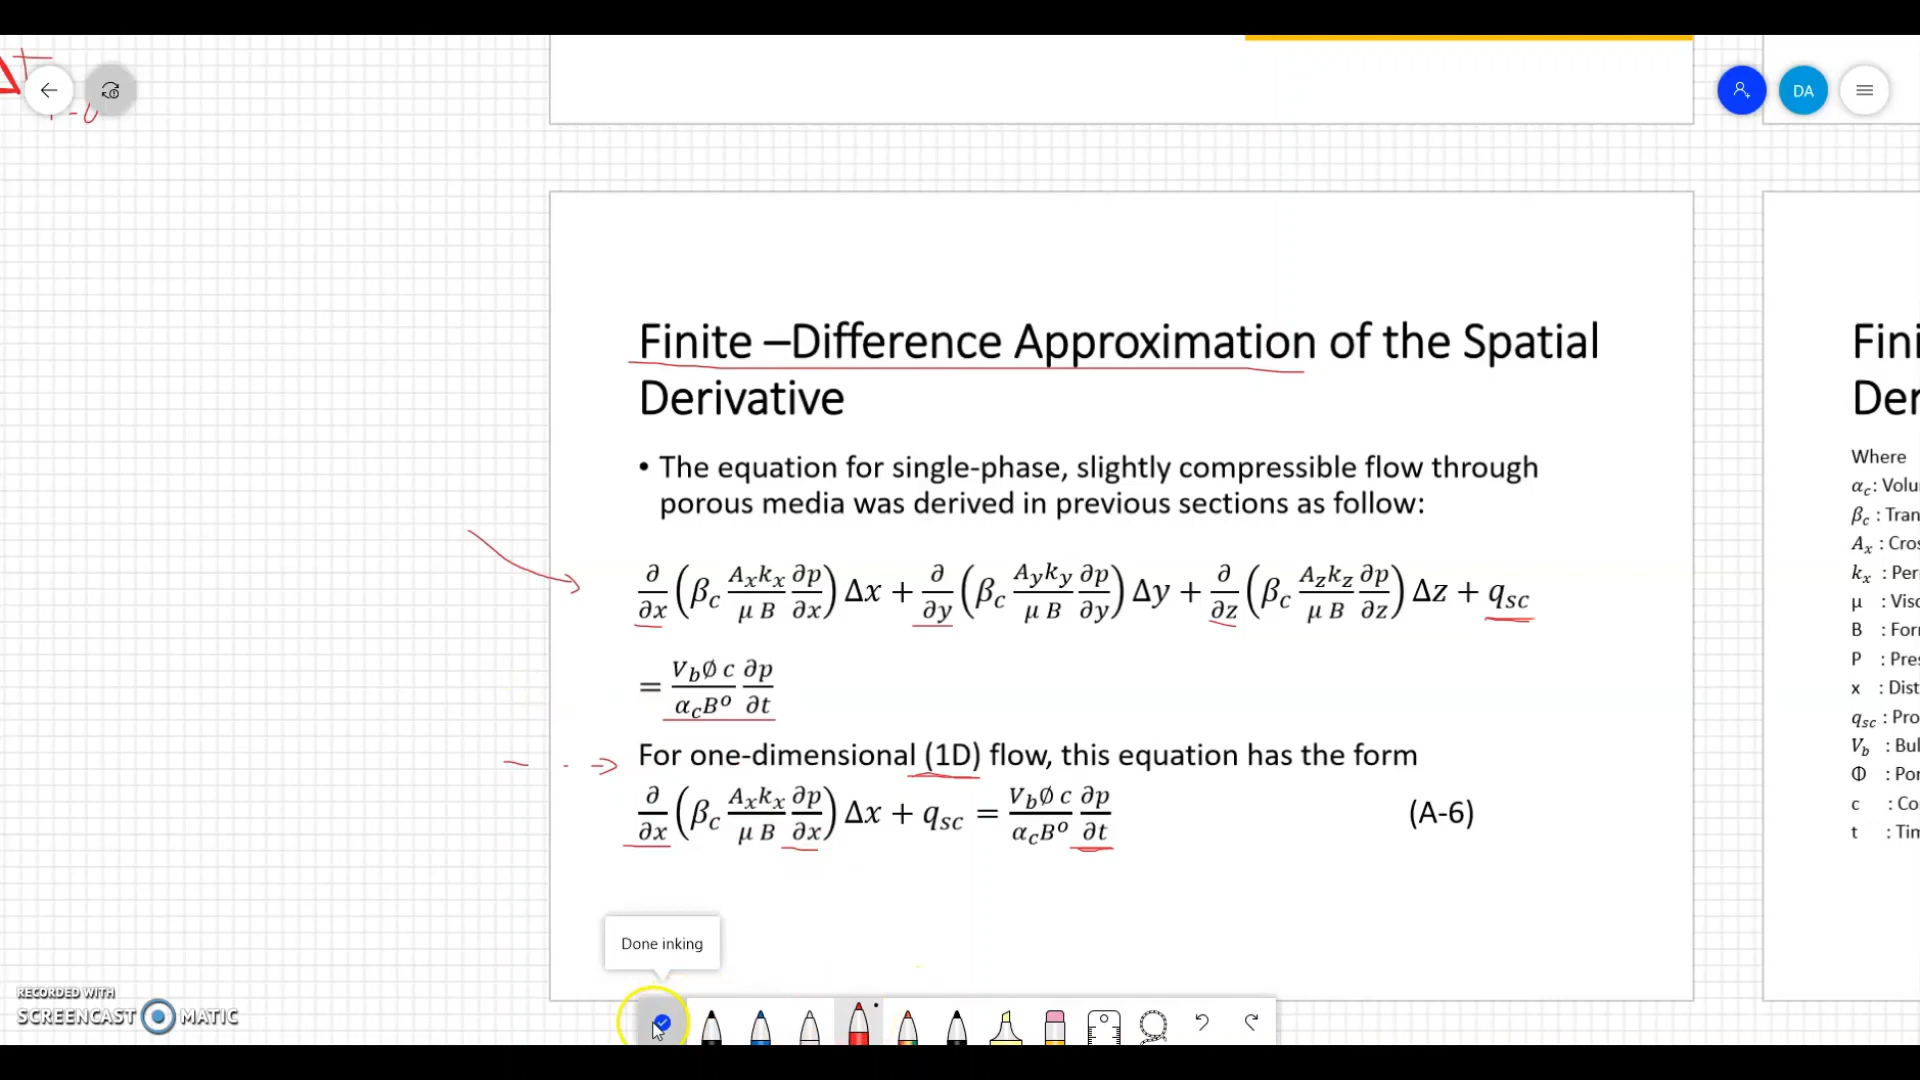 DA
Finite –Difference Approximation of the Spatial
Derivative
• The equation for single-phase, slightly compressible flow through
porous media was derived in previous sections as follow:
∂/∂x (β_c A_x k_x/μ B ∂p/∂x) Δx + ∂/∂y (β_c A_y k_y/μ B ∂p/∂y) Δy + ∂/∂z (β_c A_z k_z/μ B ∂p/∂z) Δz + q_sc
= V_b∅ c/α_c B^o ∂p/∂t
For one-dimensional (1D) flow, this equation has the form
∂/∂x (β_c A_x k_x/μ B ∂p/∂x) Δx + q_sc = V_b∅ c/α_c B^o ∂p/∂t (A-6)
Fini
Der
Where
α_c: Volu
β_c : Tran
A_x : Cros
k_x : Per
μ : Visc
B : For
P : Pres
x : Dist
q_sc : Pro
V_b : Bul
Φ : Por
c : Co
t : Tim
Done inking
RECORDED WITH
SCREENCAST MATIC